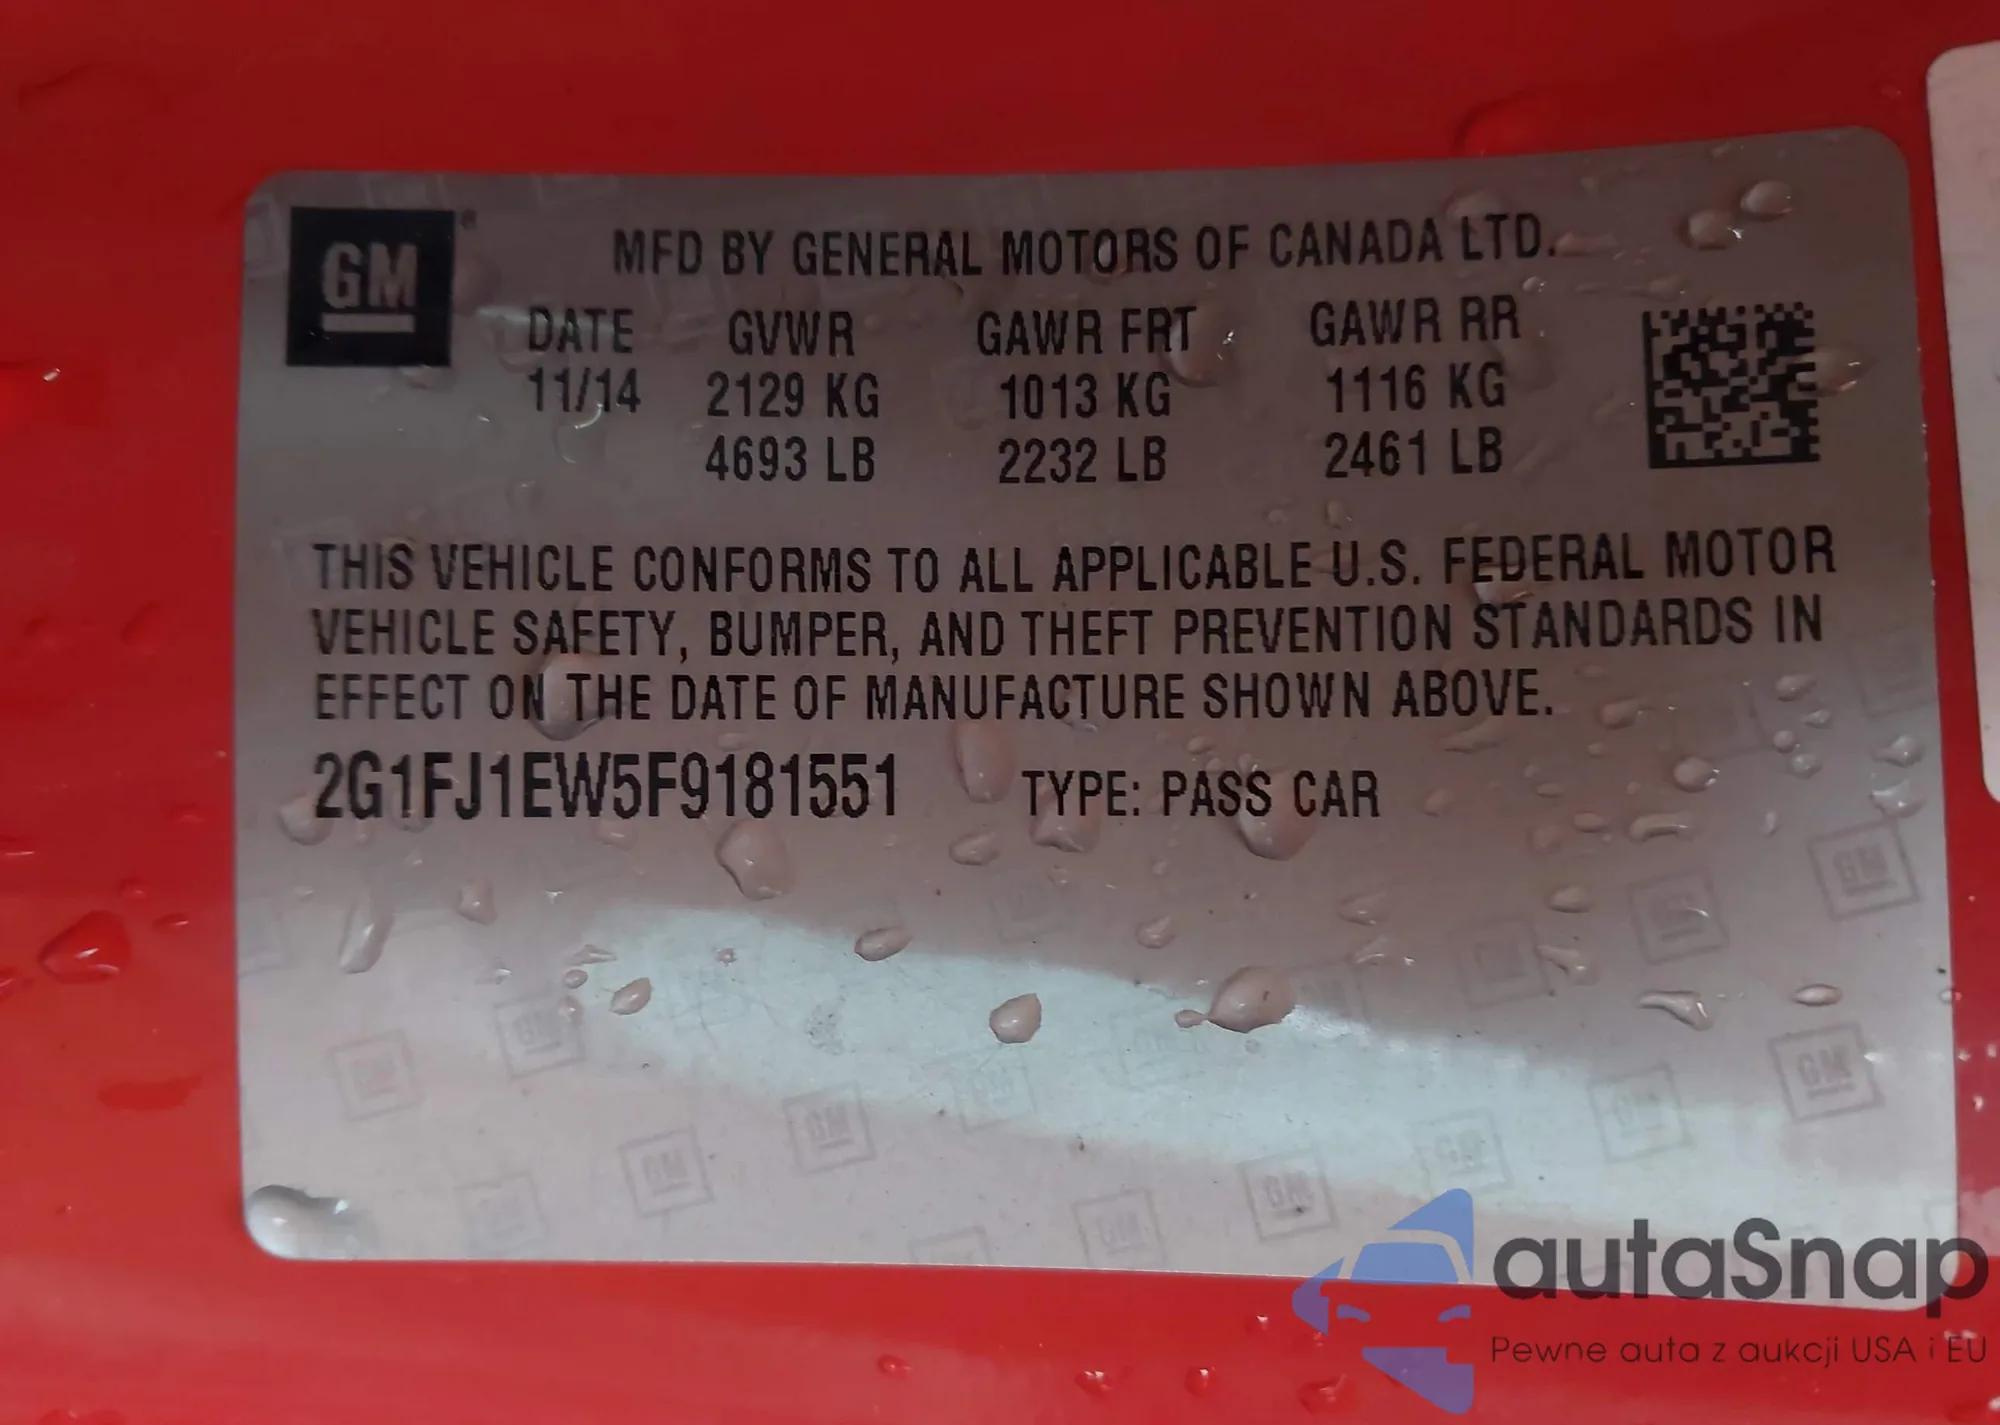 GM
MFD BY GENERAL MOTORS OF CANADA LTD.
DATE GVWR GAWR FRT GAWR RR
11/14 2129 KG 1013 KG 1116 KG
4693 LB 2232 LB 2461 LB
THIS VEHICLE CONFORMS TO ALL APPLICABLE U.S. FEDERAL MOTOR
VEHICLE SAFETY, BUMPER, AND THEFT PREVENTION STANDARDS IN
EFFECT ON THE DATE OF MANUFACTURE SHOWN ABOVE.
2G1FJ1EW5F9181551 TYPE: PASS CAR
autaSnap
Pewne auta z aukcji USA i EU